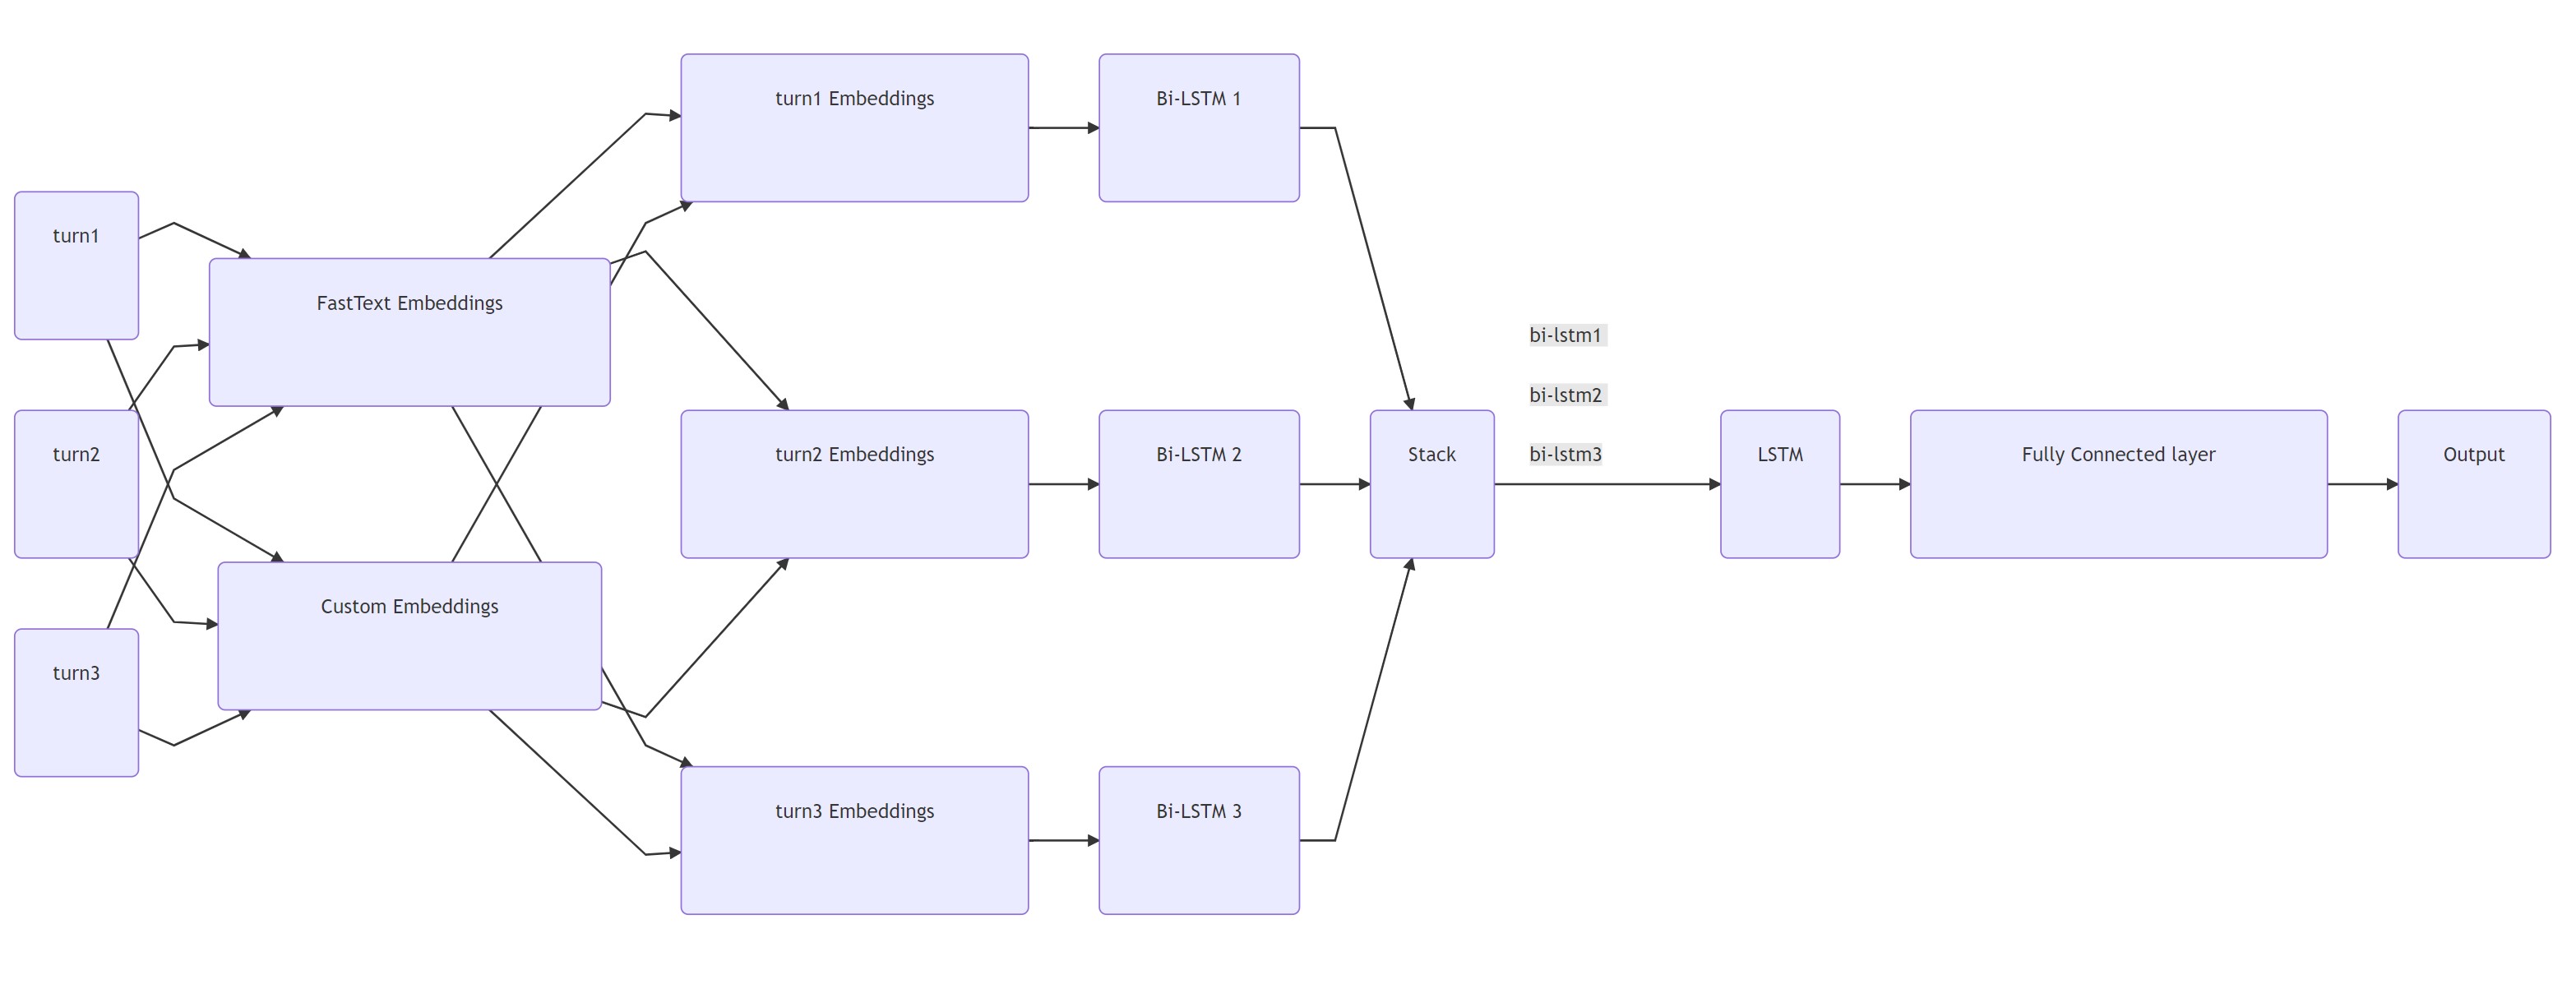 turn1
turn2
turn3
FastText Embeddings
Custom Embeddings
turn1 Embeddings
turn2 Embeddings
turn3 Embeddings
Bi-LSTM 1
Bi-LSTM 2
Bi-LSTM 3
Stack
bi-lstm1
bi-lstm2
bi-lstm3
LSTM
Fully Connected layer
Output